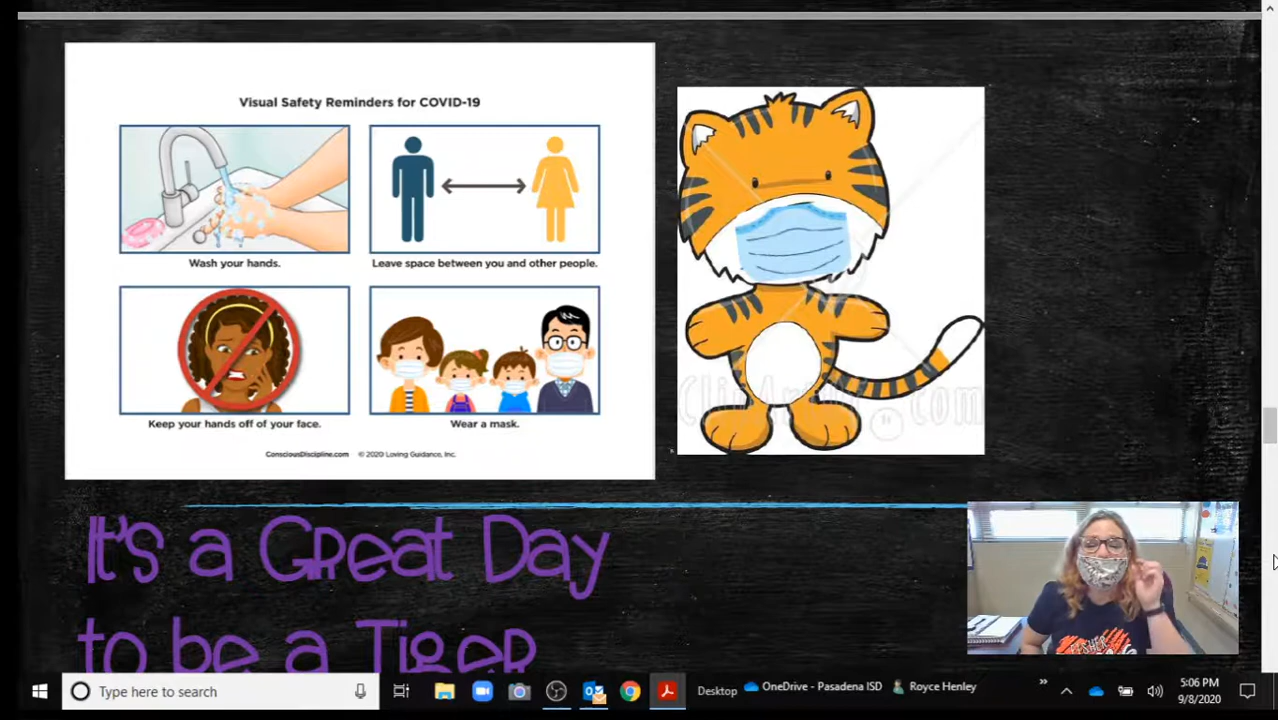 Visual Safety Reminders for COVID-19
Wash your hands.
Leave space between you and other people.
Keep your hands off of your face.
Wear a mask.
ConsciousDiscipline.com © 2020 Loving Guidance, Inc.
It's a Great Day
to be a Tiger
Type here to search
Desktop
OneDrive - Pasadena ISD
Royce Henley
5:06 PM
9/8/2020